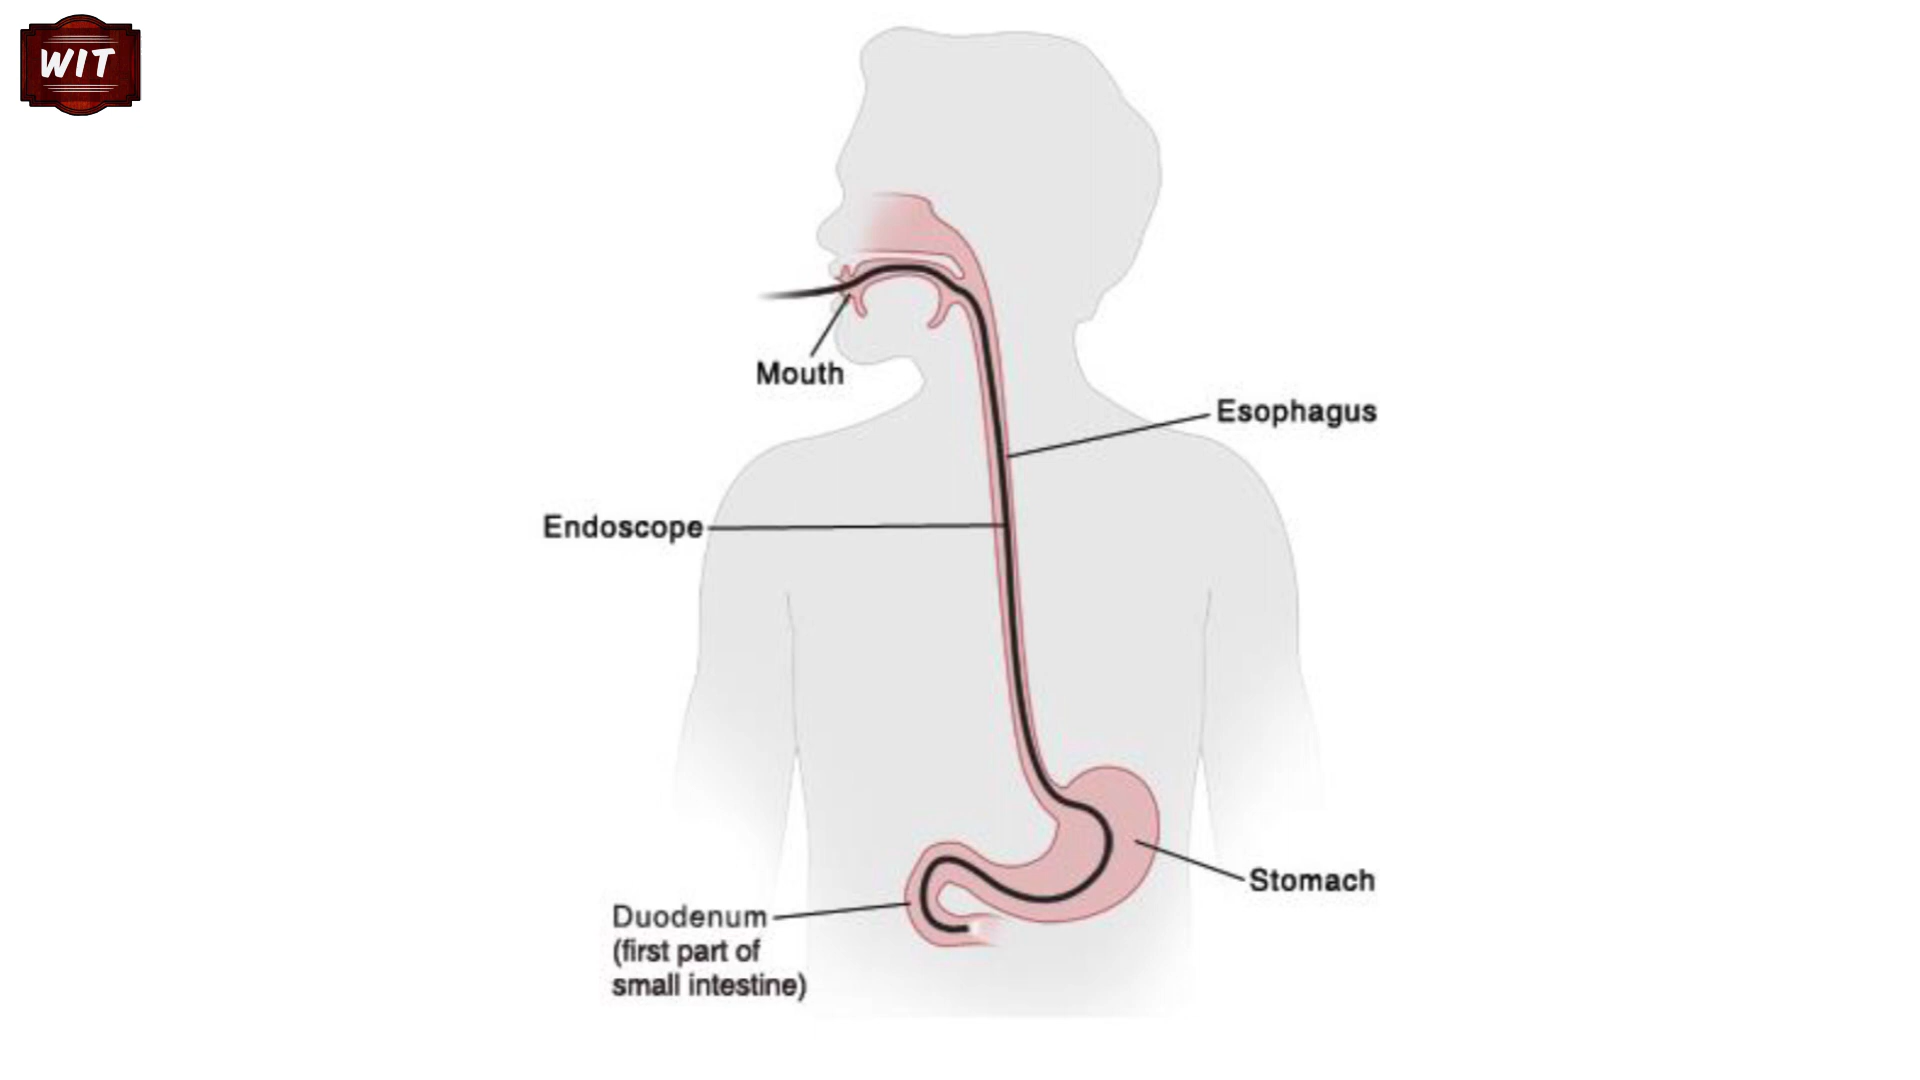 WIT
Mouth
Esophagus
Endoscope
Stomach
Duodenum
(first part of
small intestine)